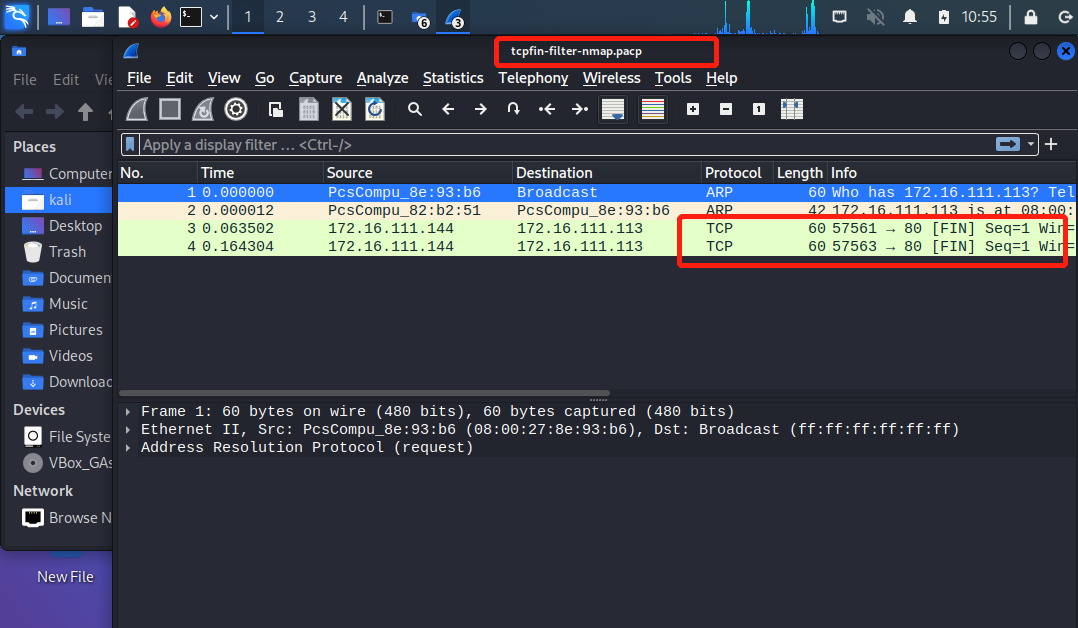 1 2 3 4 6 3 10:55
tcpfin-filter-nmap.pacp
File Edit Vie
File Edit View Go Capture Analyze Statistics Telephony Wireless Tools Help
Apply a display filter … <Ctrl-/>
Places
Computer
kali
Desktop
Trash
Documen
Music
Pictures
Videos
Download
Devices
File Syste
VBox_GAs
Network
Browse N
New File
No. Time Source Destination Protocol Length Info
1 0.000000 PcsCompu_8e:93:b6 Broadcast ARP 60 Who has 172.16.111.113? Tel
2 0.000012 PcsCompu_82:b2:51 PcsCompu_8e:93:b6 ARP 42 172.16.111.113 is at 08:00:
3 0.063502 172.16.111.144 172.16.111.113 TCP 60 57561 → 80 [FIN] Seq=1 Win=
4 0.164304 172.16.111.144 172.16.111.113 TCP 60 57563 → 80 [FIN] Seq=1 Win=
Frame 1: 60 bytes on wire (480 bits), 60 bytes captured (480 bits)
Ethernet II, Src: PcsCompu_8e:93:b6 (08:00:27:8e:93:b6), Dst: Broadcast (ff:ff:ff:ff:ff:ff)
Address Resolution Protocol (request)